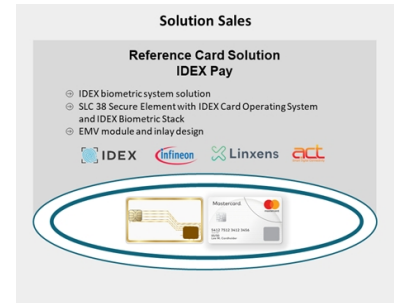 Solution Sales
Reference Card Solution
IDEX Pay
IDEX biometric system solution
SLC 38 Secure Element with IDEX Card Operating System
and IDEX Biometric Stack
EMV module and inlay design
IDEX
infineon
Linxens
act
Mastercard
mastercard